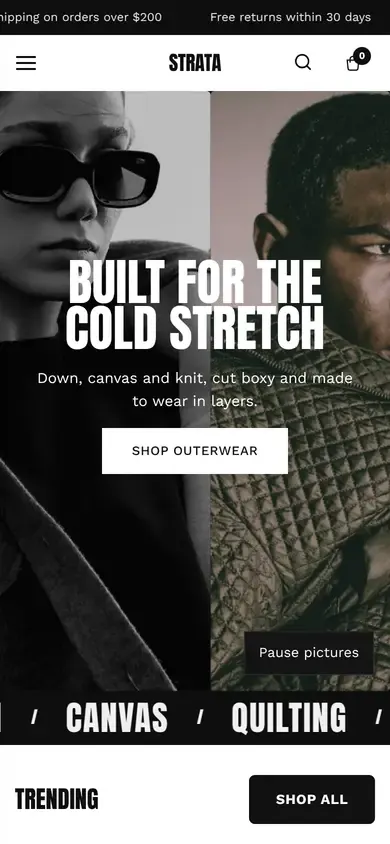 on orders over $200 Free returns within 30 days
STRATA
0
BUILT FOR THE
COLD STRETCH
Down, canvas and knit, cut boxy and made
to wear in layers.
SHOP OUTERWEAR
Pause pictures
/ CANVAS / QUILTING /
TRENDING
SHOP ALL